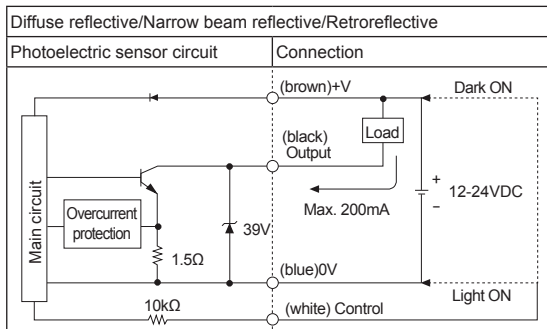 Diffuse reflective/Narrow beam reflective/Retroreflective
Photoelectric sensor circuit
Connection
(brown)+V
Dark ON
(black)
Output
Load
Main circuit
Overcurrent
protection
1.5Ω
39V
Max. 200mA
+
12-24VDC
−
(blue)0V
Light ON
10kΩ
(white) Control